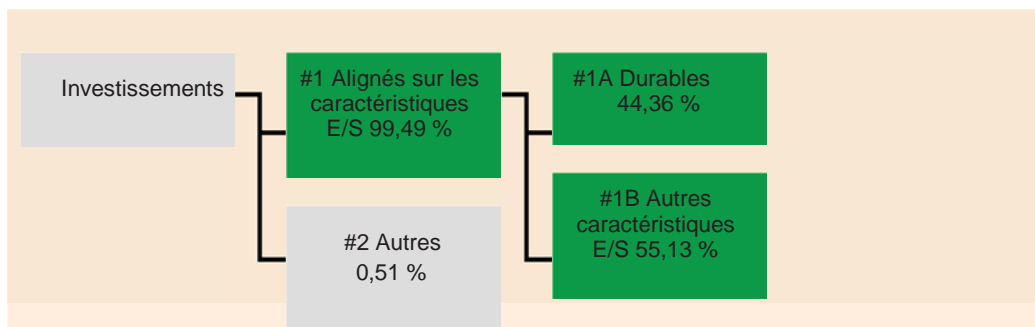 Investissements
#1 Alignés sur les
caractéristiques
E/S 99,49 %
#2 Autres
0,51 %
#1A Durables
44,36 %
#1B Autres
caractéristiques
E/S 55,13 %